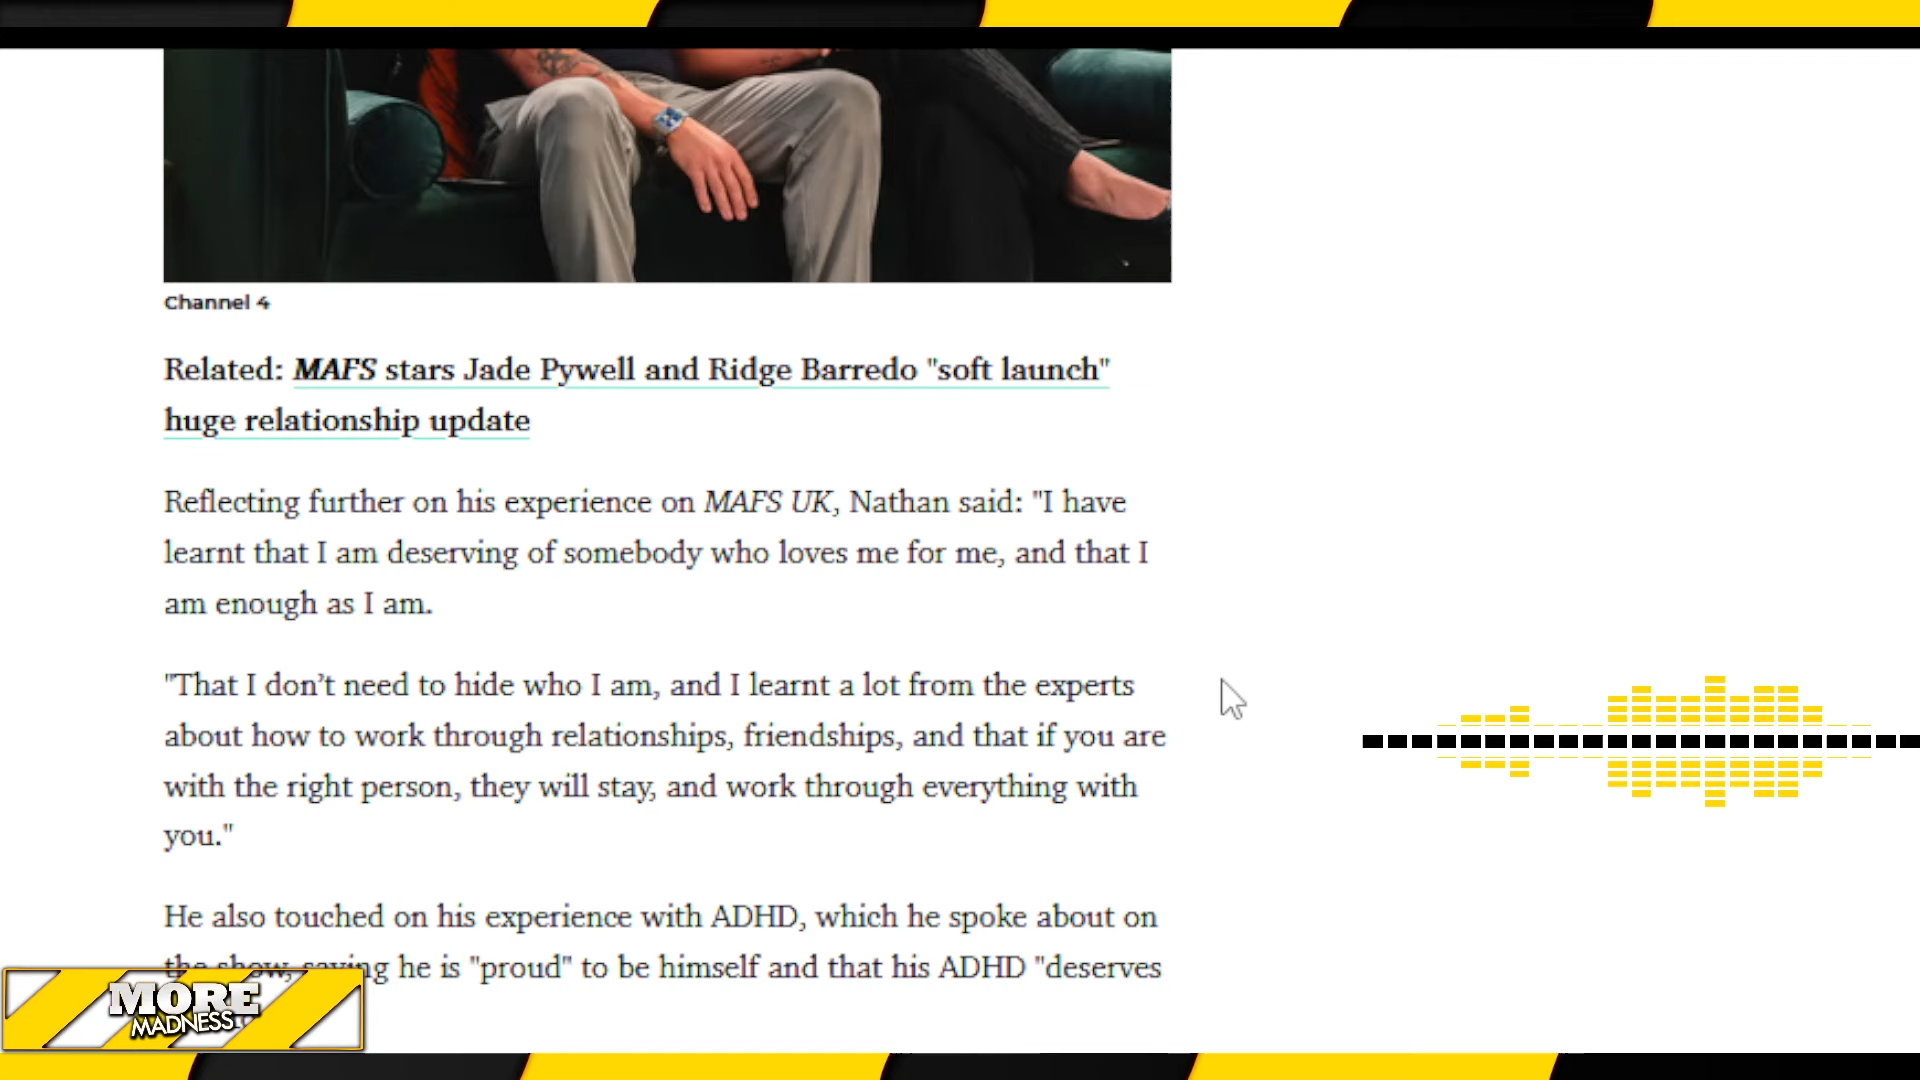 Channel 4
Related: MAFS stars Jade Pywell and Ridge Barredo "soft launch"
huge relationship update
Reflecting further on his experience on MAFS UK, Nathan said: "I have
learnt that I am deserving of somebody who loves me for me, and that I
am enough as I am.
"That I don’t need to hide who I am, and I learnt a lot from the experts
about how to work through relationships, friendships, and that if you are
with the right person, they will stay, and work through everything with
you."
He also touched on his experience with ADHD, which he spoke about on
the show, saying he is "proud" to be himself and that his ADHD "deserves
MORE
MADNESS